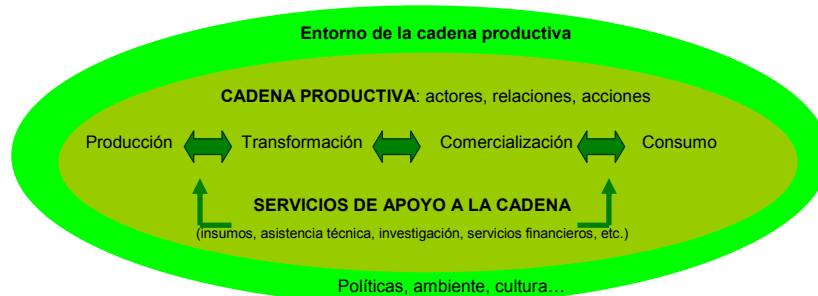 Entorno de la cadena productiva
CADENA PRODUCTIVA: actores, relaciones, acciones
Producción Transformación Comercialización Consumo
SERVICIOS DE APOYO A LA CADENA
(insumos, asistencia técnica, investigación, servicios financieros, etc.)
Políticas, ambiente, cultura…